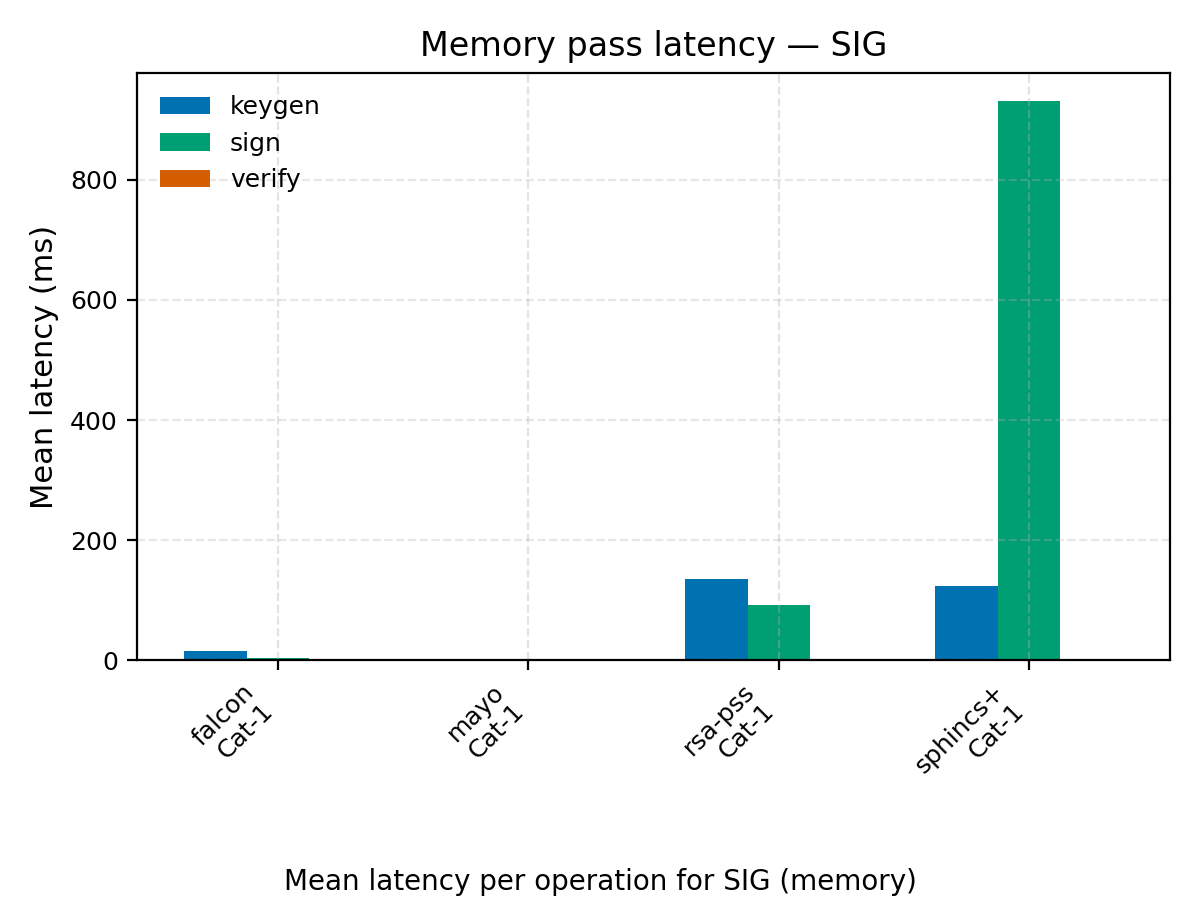 Memory pass latency — SIG
keygen
sign
verify
Mean latency (ms)
800
600
400
200
0
falcon
Cat-1
mayo
Cat-1
rsa-pss
Cat-1
sphincs+
Cat-1
Mean latency per operation for SIG (memory)